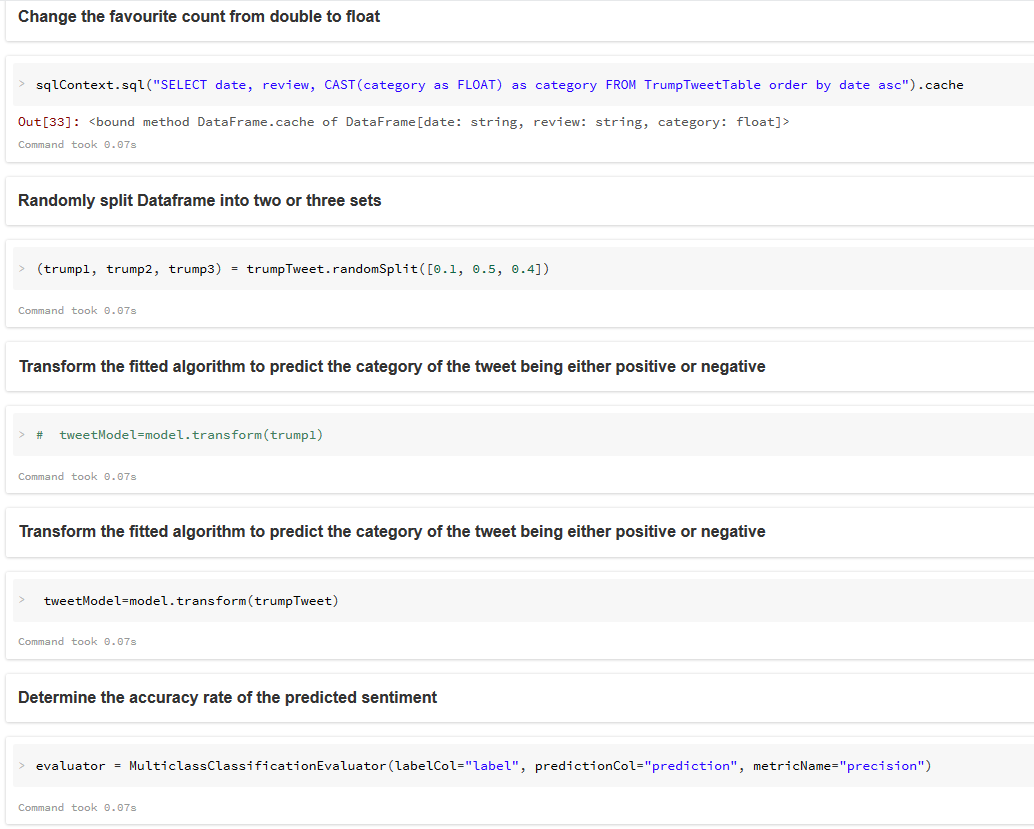 Change the favourite count from double to float
> sqlContext.sql("SELECT date, review, CAST(category as FLOAT) as category FROM TrumpTweetTable order by date asc").cache
Out[33]: <bound method DataFrame.cache of DataFrame[date: string, review: string, category: float]>
Command took 0.07s
Randomly split Dataframe into two or three sets
> (trump1, trump2, trump3) = trumpTweet.randomSplit([0.1, 0.5, 0.4])
Command took 0.07s
Transform the fitted algorithm to predict the category of the tweet being either positive or negative
> #  tweetModel=model.transform(trump1)
Command took 0.07s
Transform the fitted algorithm to predict the category of the tweet being either positive or negative
> tweetModel=model.transform(trumpTweet)
Command took 0.07s
Determine the accuracy rate of the predicted sentiment
> evaluator = MulticlassClassificationEvaluator(labelCol="label", predictionCol="prediction", metricName="precision")
Command took 0.07s